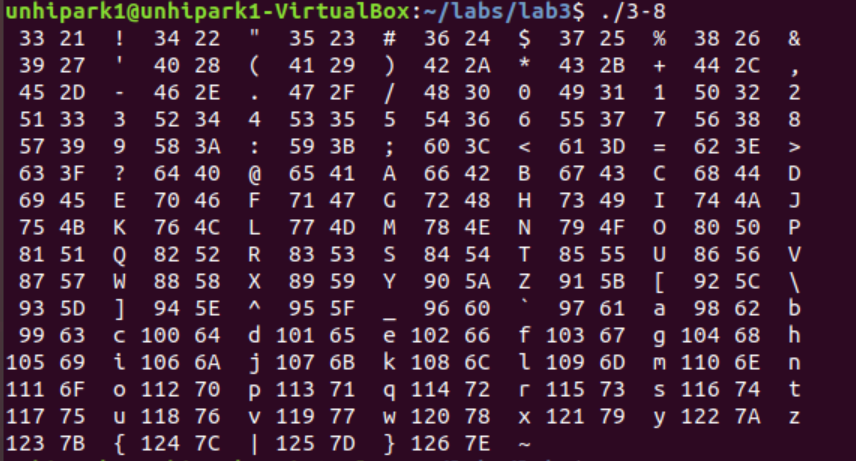 unhipark1@unhipark1-VirtualBox:~/labs/lab3$ ./3-8
 33 21  !  34 22  "  35 23  #  36 24  $  37 25  %  38 26  &
 39 27  '  40 28  (  41 29  )  42 2A  *  43 2B  +  44 2C  ,
 45 2D  -  46 2E  .  47 2F  /  48 30  0  49 31  1  50 32  2
 51 33  3  52 34  4  53 35  5  54 36  6  55 37  7  56 38  8
 57 39  9  58 3A  :  59 3B  ;  60 3C  <  61 3D  =  62 3E  >
 63 3F  ?  64 40  @  65 41  A  66 42  B  67 43  C  68 44  D
 69 45  E  70 46  F  71 47  G  72 48  H  73 49  I  74 4A  J
 75 4B  K  76 4C  L  77 4D  M  78 4E  N  79 4F  O  80 50  P
 81 51  Q  82 52  R  83 53  S  84 54  T  85 55  U  86 56  V
 87 57  W  88 58  X  89 59  Y  90 5A  Z  91 5B  [  92 5C  \
 93 5D  ]  94 5E  ^  95 5F  _  96 60  `  97 61  a  98 62  b
 99 63  c 100 64  d 101 65  e 102 66  f 103 67  g 104 68  h
105 69  i 106 6A  j 107 6B  k 108 6C  l 109 6D  m 110 6E  n
111 6F  o 112 70  p 113 71  q 114 72  r 115 73  s 116 74  t
117 75  u 118 76  v 119 77  w 120 78  x 121 79  y 122 7A  z
123 7B  { 124 7C  | 125 7D  } 126 7E  ~